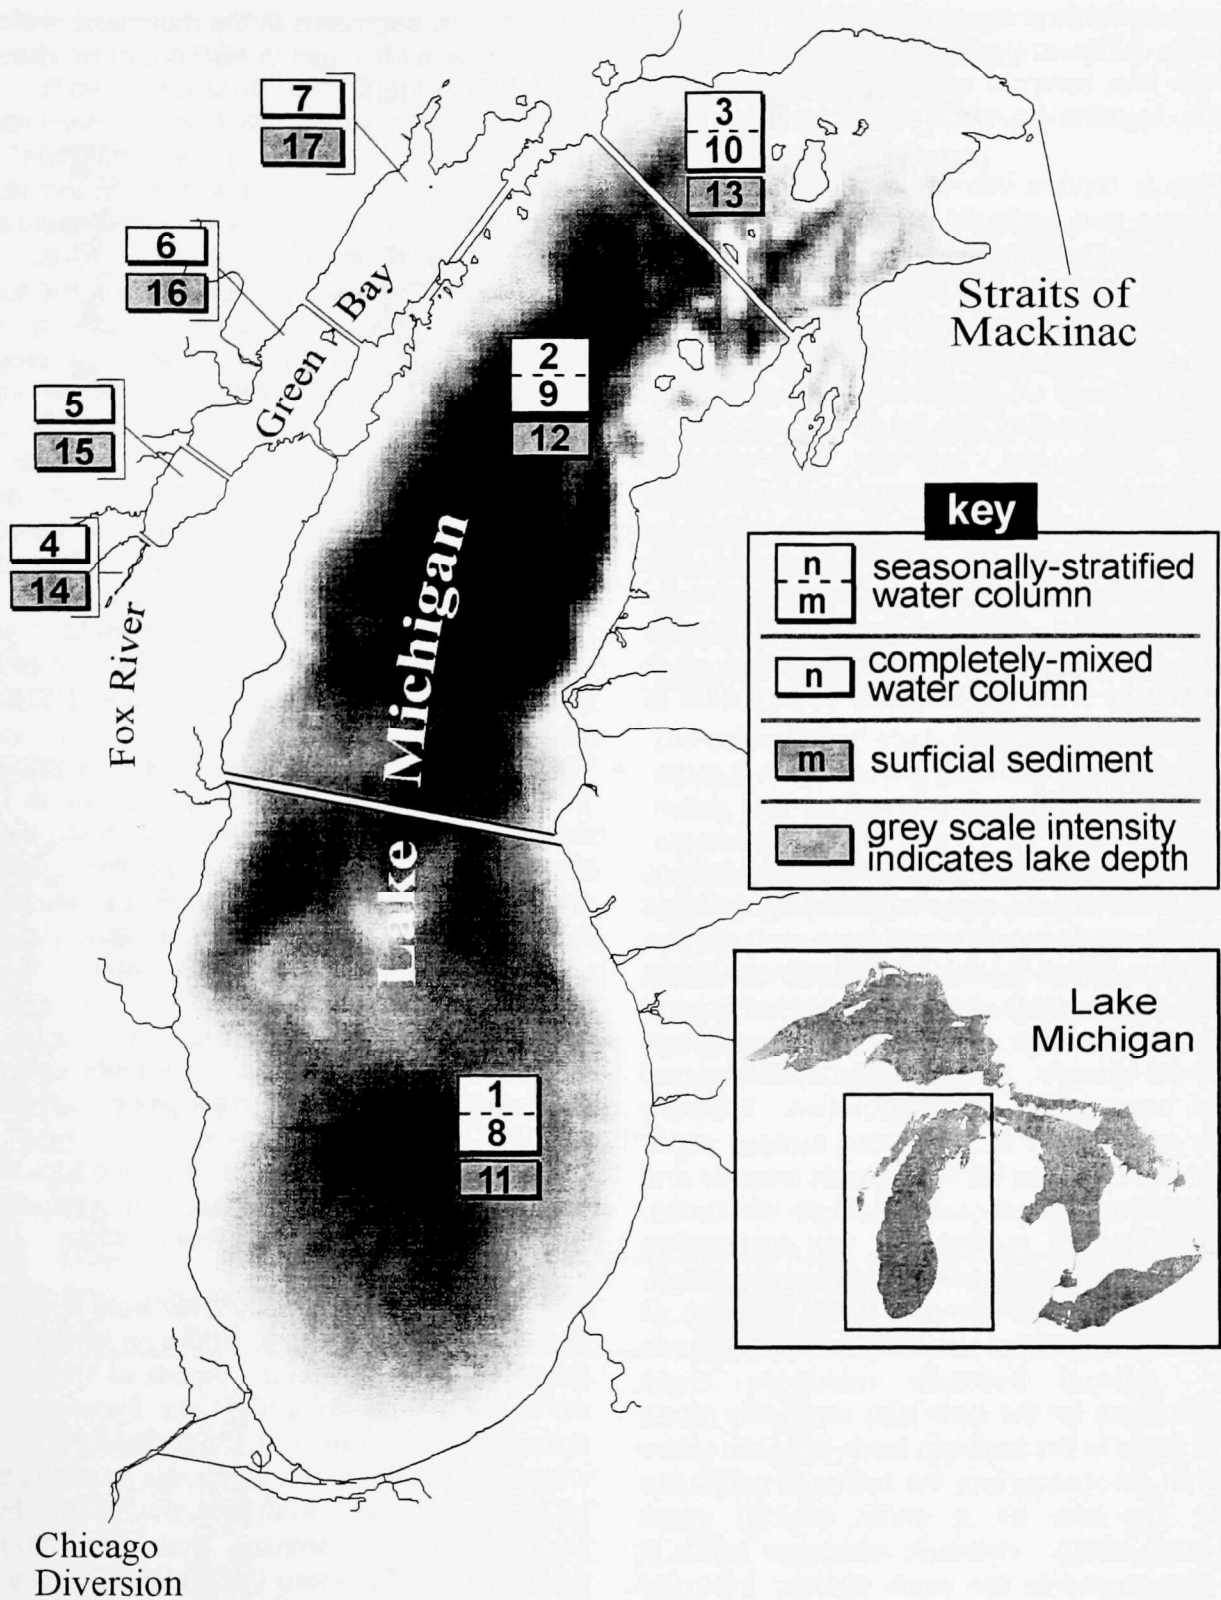 7
17
3
10
13
6
16
Straits of
Mackinac
Green Bay
2
9
12
5
15
4
14
Fox River
Lake Michigan
key
n
m
seasonally-stratified
water column
n
completely-mixed
water column
m
surficial sediment
grey scale intensity
indicates lake depth
Lake
Michigan
1
8
11
Chicago
Diversion